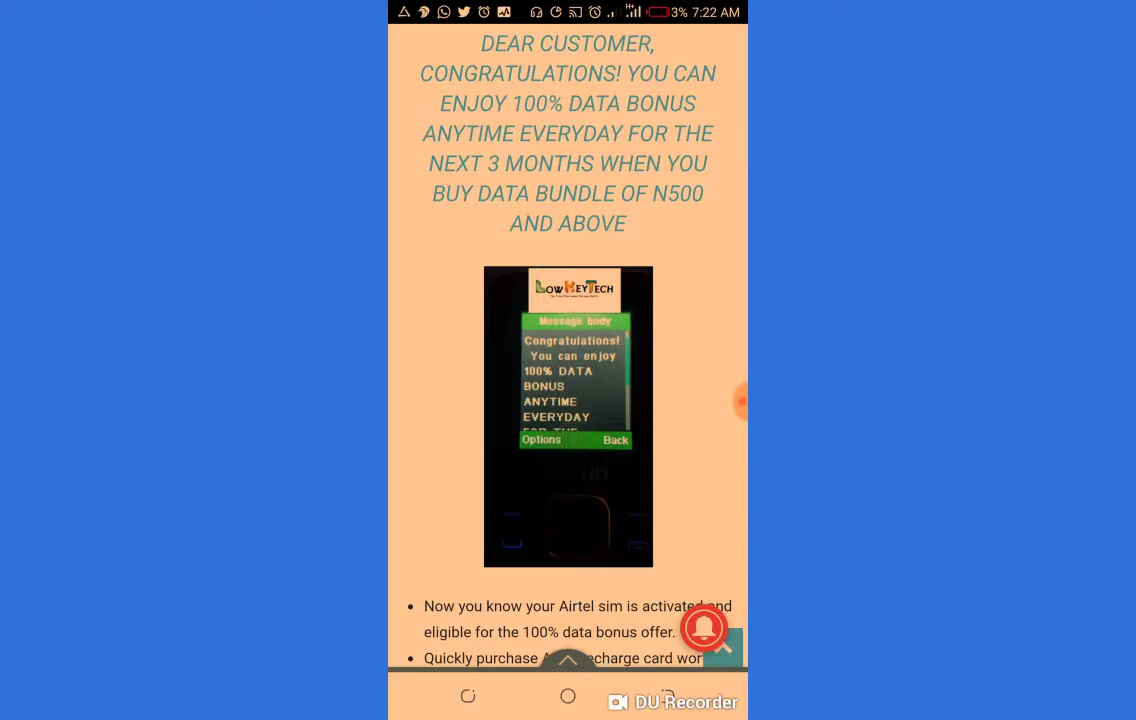 3% 7:22 AM
DEAR CUSTOMER,
CONGRATULATIONS! YOU CAN
ENJOY 100% DATA BONUS
ANYTIME EVERYDAY FOR THE
NEXT 3 MONTHS WHEN YOU
BUY DATA BUNDLE OF N500
AND ABOVE
LOWKEYTECH
Message body
Congratulations!
You can enjoy
100% DATA
BONUS
ANYTIME
EVERYDAY
FOR THE
Options Back
Now you know your Airtel sim is activated and
eligible for the 100% data bonus offer.
Quickly purchase
DU Recorder